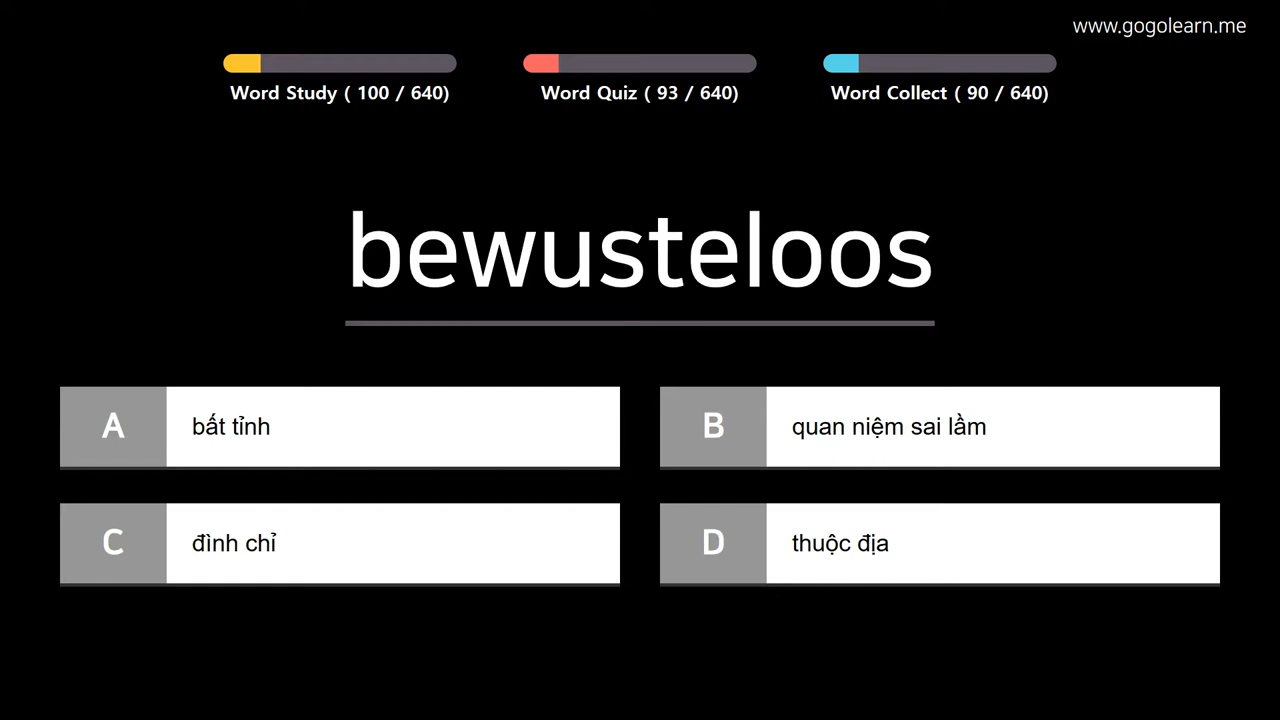 www.gogolearn.me
Word Study ( 100 / 640)
Word Quiz ( 93 / 640)
Word Collect ( 90 / 640)
bewusteloos
A bất tỉnh
B quan niệm sai lầm
C đình chỉ
D thuộc địa